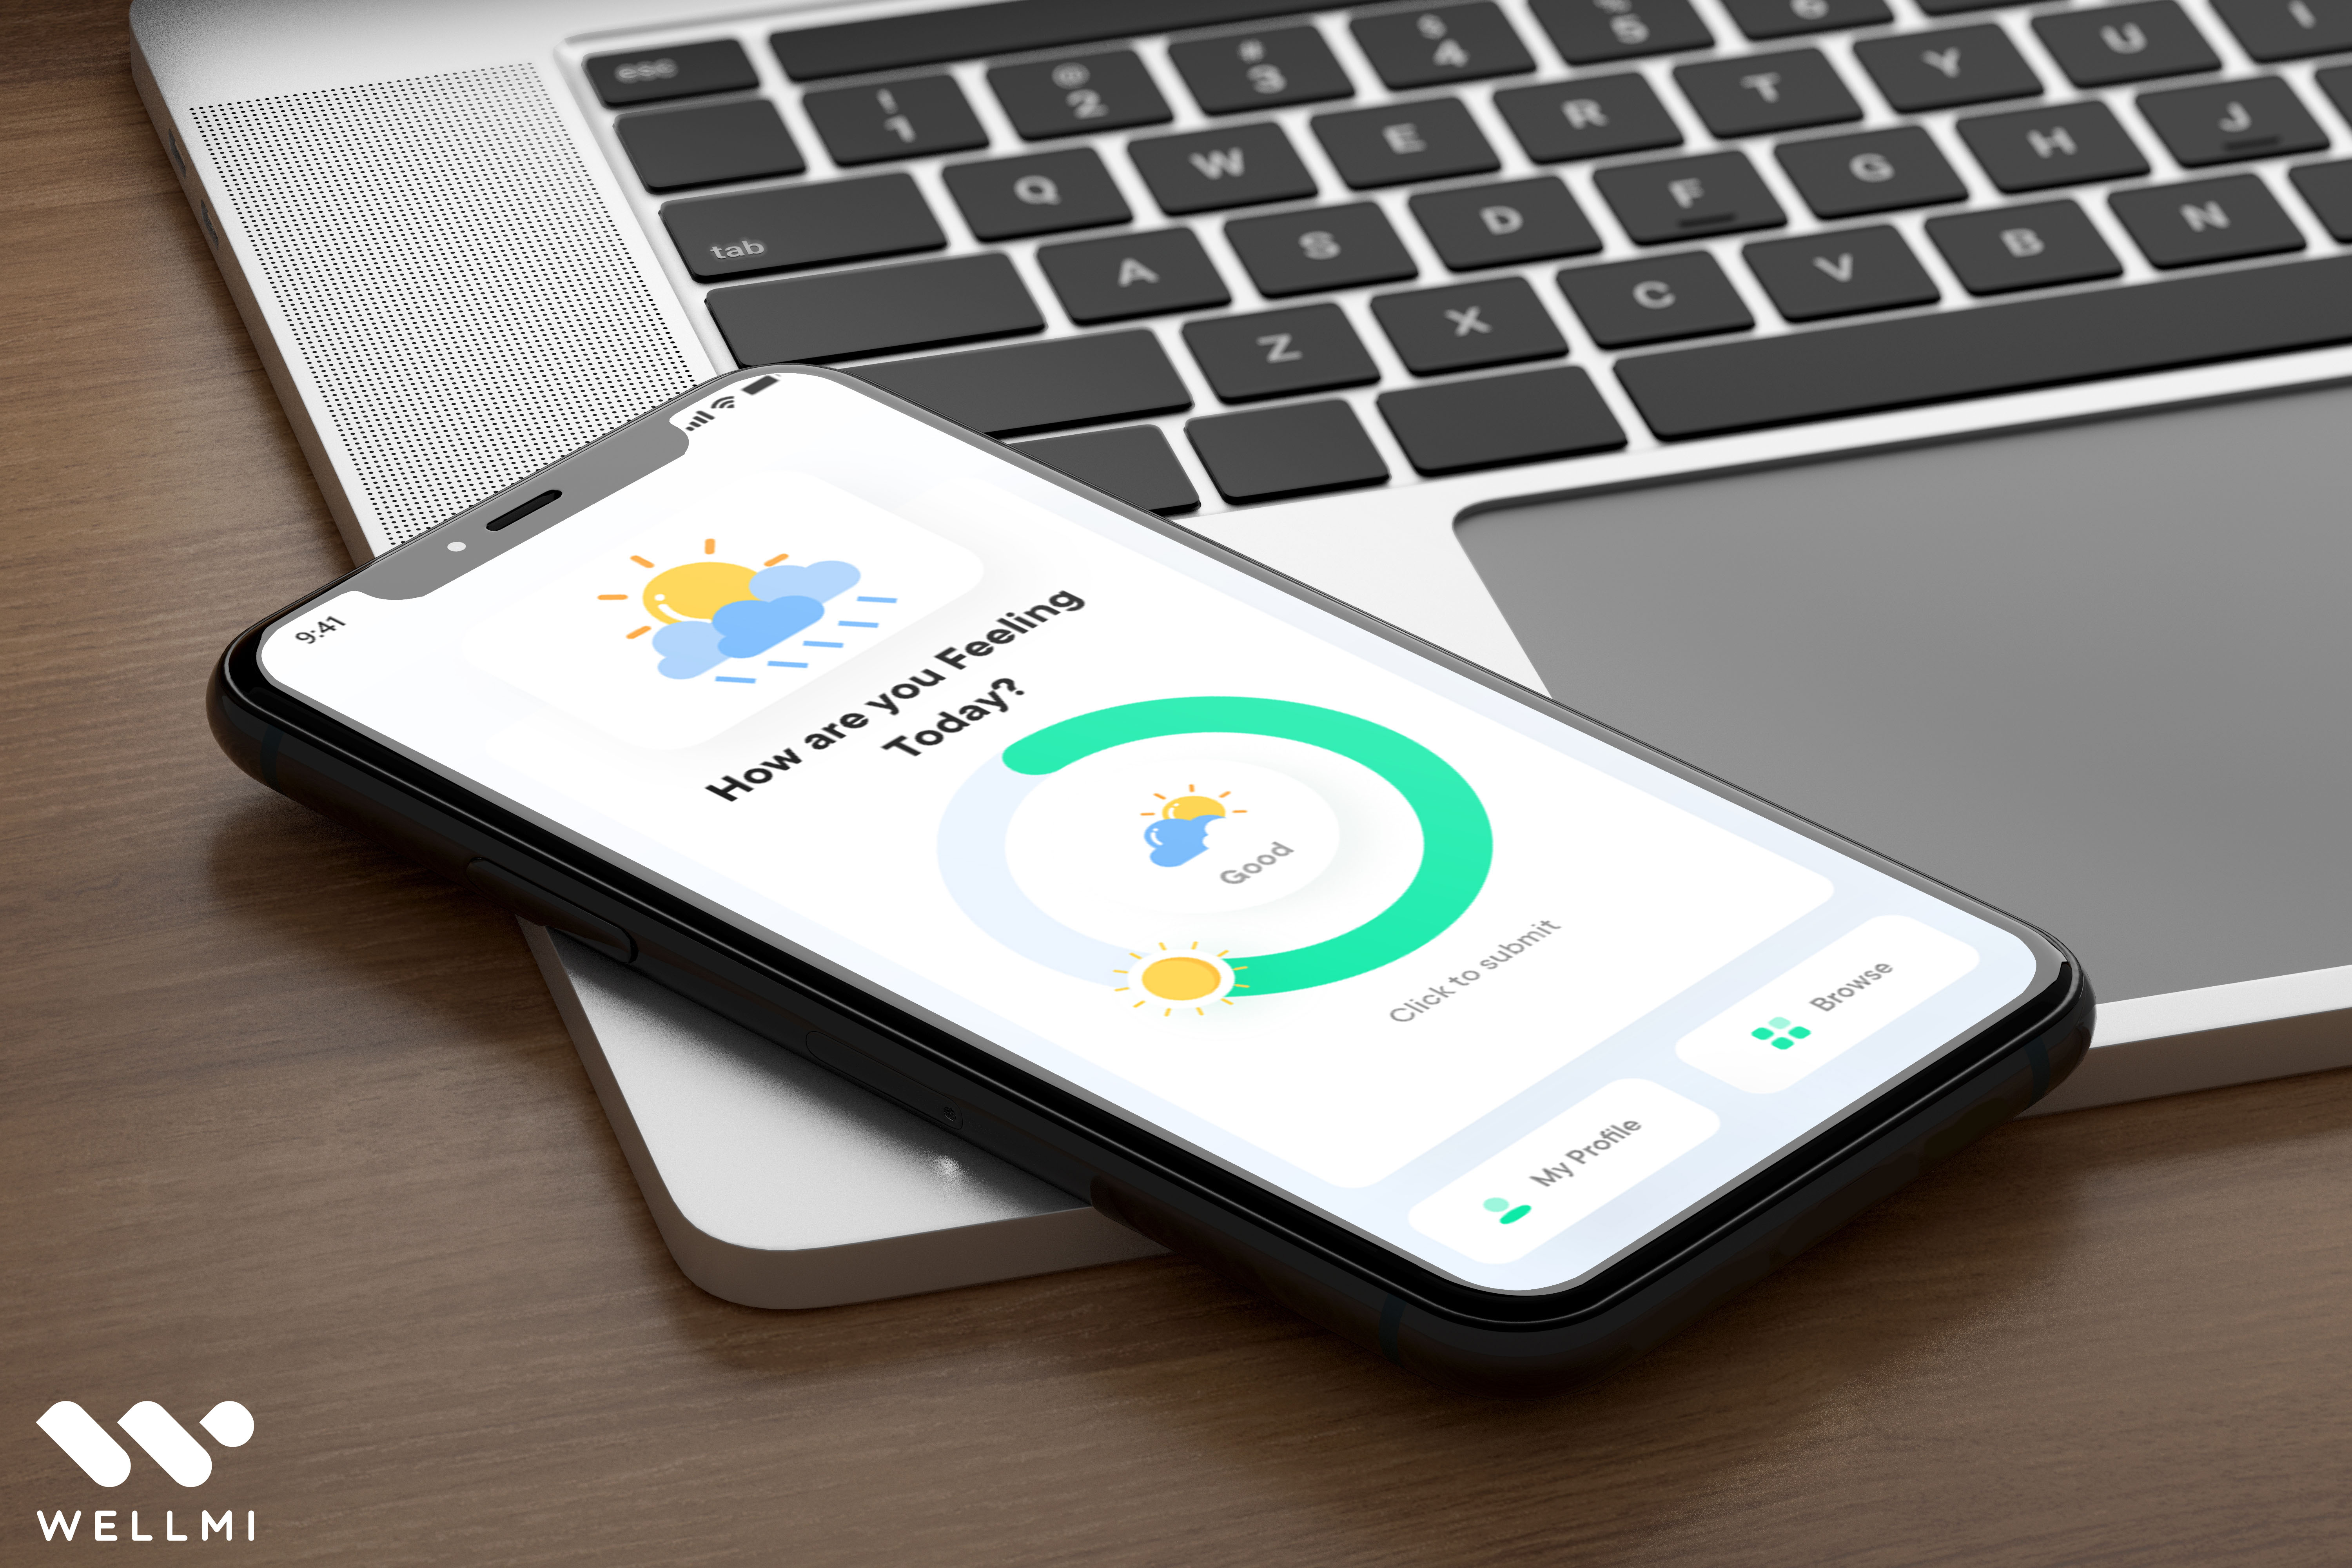 esc
! 1 @ 2 # 3 $ 4 5
tab Q W E R T Y U I
A S D F G H J
Z X C V B N
9:41
How are you Feeling
Today?
Good
Click to submit
My Profile
Browse
WELLMI